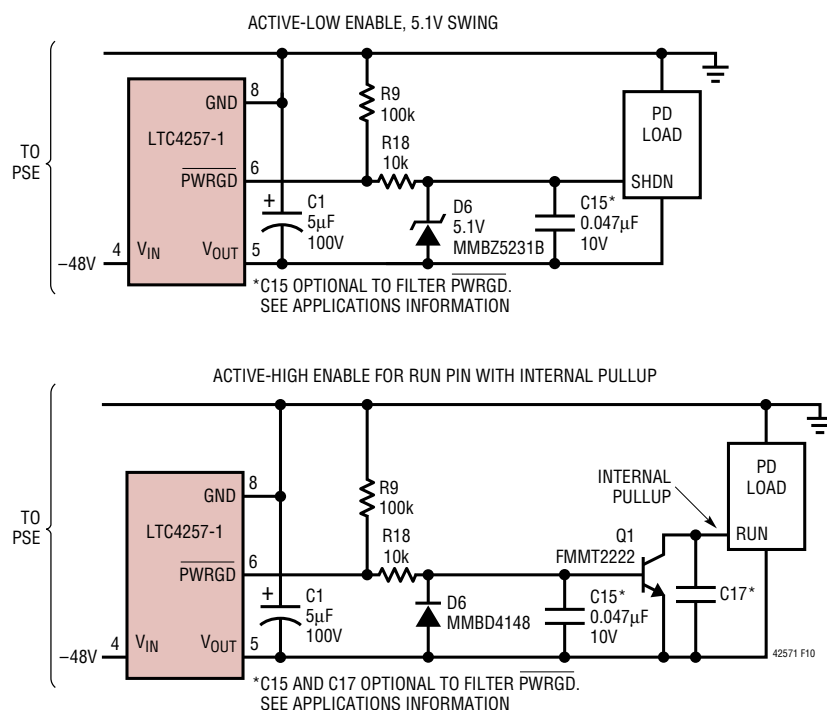 ACTIVE-LOW ENABLE, 5.1V SWING
TO
PSE
GND
8
LTC4257-1
PWRGD
6
–48V
4
VIN
VOUT
5
R9
100k
R18
10k
+
C1
5μF
100V
D6
5.1V
MMBZ5231B
C15*
0.047μF
10V
PD
LOAD
SHDN
*C15 OPTIONAL TO FILTER PWRGD.
SEE APPLICATIONS INFORMATION
ACTIVE-HIGH ENABLE FOR RUN PIN WITH INTERNAL PULLUP
TO
PSE
GND
8
LTC4257-1
PWRGD
6
–48V
4
VIN
VOUT
5
R9
100k
R18
10k
+
C1
5μF
100V
D6
MMBD4148
C15*
0.047μF
10V
Q1
FMMT2222
INTERNAL
PULLUP
C17*
PD
LOAD
RUN
42571 F10
*C15 AND C17 OPTIONAL TO FILTER PWRGD.
SEE APPLICATIONS INFORMATION